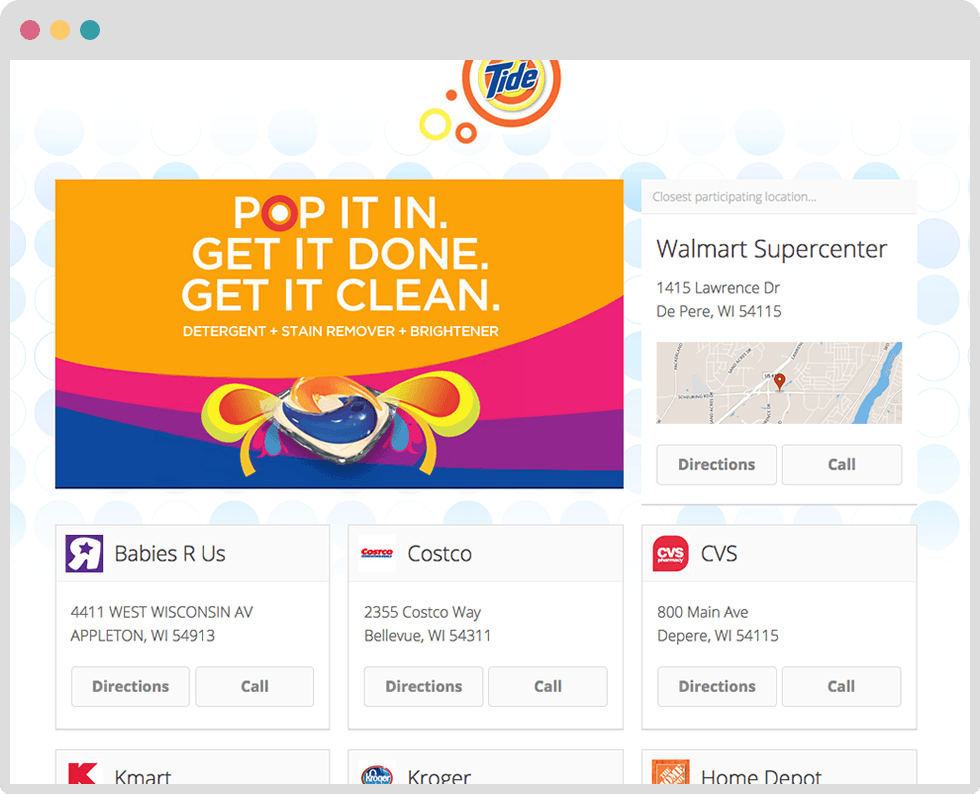 Tide
POP IT IN.
GET IT DONE.
GET IT CLEAN.
DETERGENT + STAIN REMOVER + BRIGHTENER
Closest participating location...
Walmart Supercenter
1415 Lawrence Dr
De Pere, WI 54115
Directions
Call
Babies R Us
4411 WEST WISCONSIN AV
APPLETON, WI 54913
Directions
Call
COSTCO
Costco
2355 Costco Way
Bellevue, WI 54311
Directions
Call
CVS
pharmacy
CVS
800 Main Ave
Depere, WI 54115
Directions
Call
K
Kmart
Kroger
Kroger
THE HOME
Home Depot